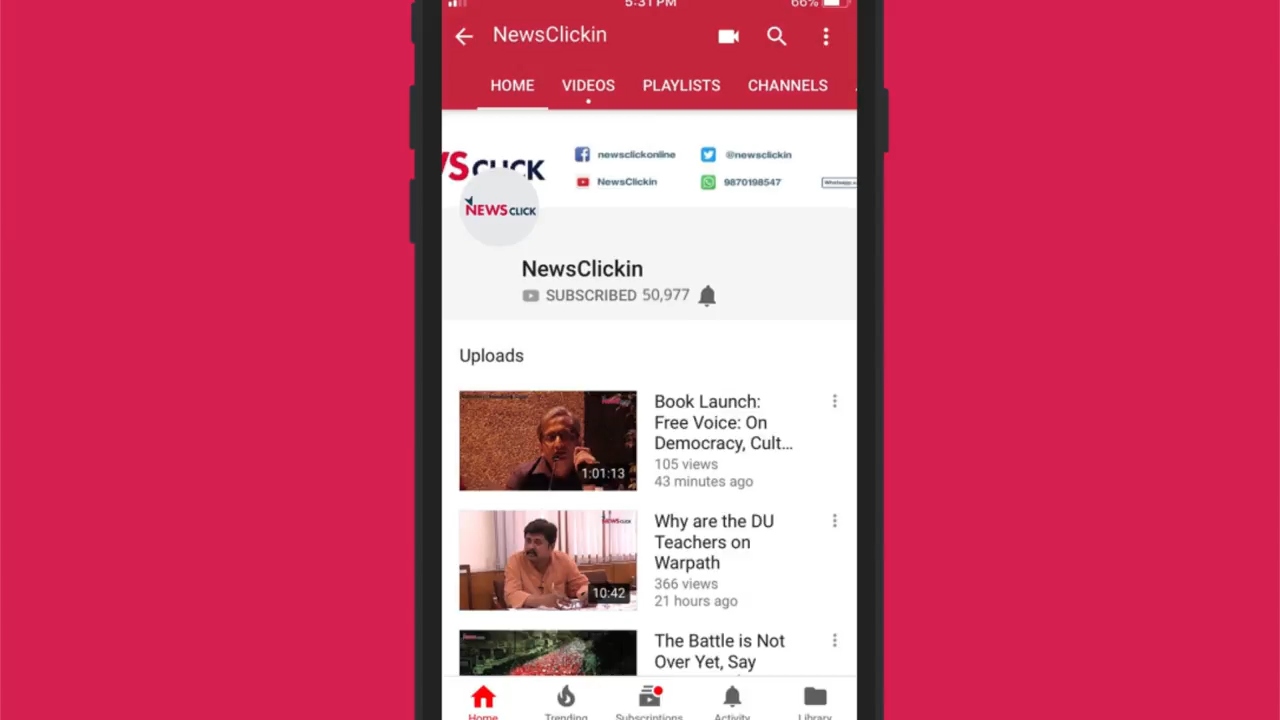 5:31 PM
66%
NewsClickin
HOME VIDEOS PLAYLISTS CHANNELS
WS CLICK
newsclickonline @newsclickin
NewsClickin 9870198547
NEWS CLICK
NewsClickin
SUBSCRIBED 50,977
Uploads
Book Launch:
Free Voice: On
Democracy, Cult...
105 views
43 minutes ago
1:01:13
Why are the DU
Teachers on
Warpath
366 views
21 hours ago
NEWSCLICK
10:42
The Battle is Not
Over Yet, Say
Home Trending Subscriptions Activity Library